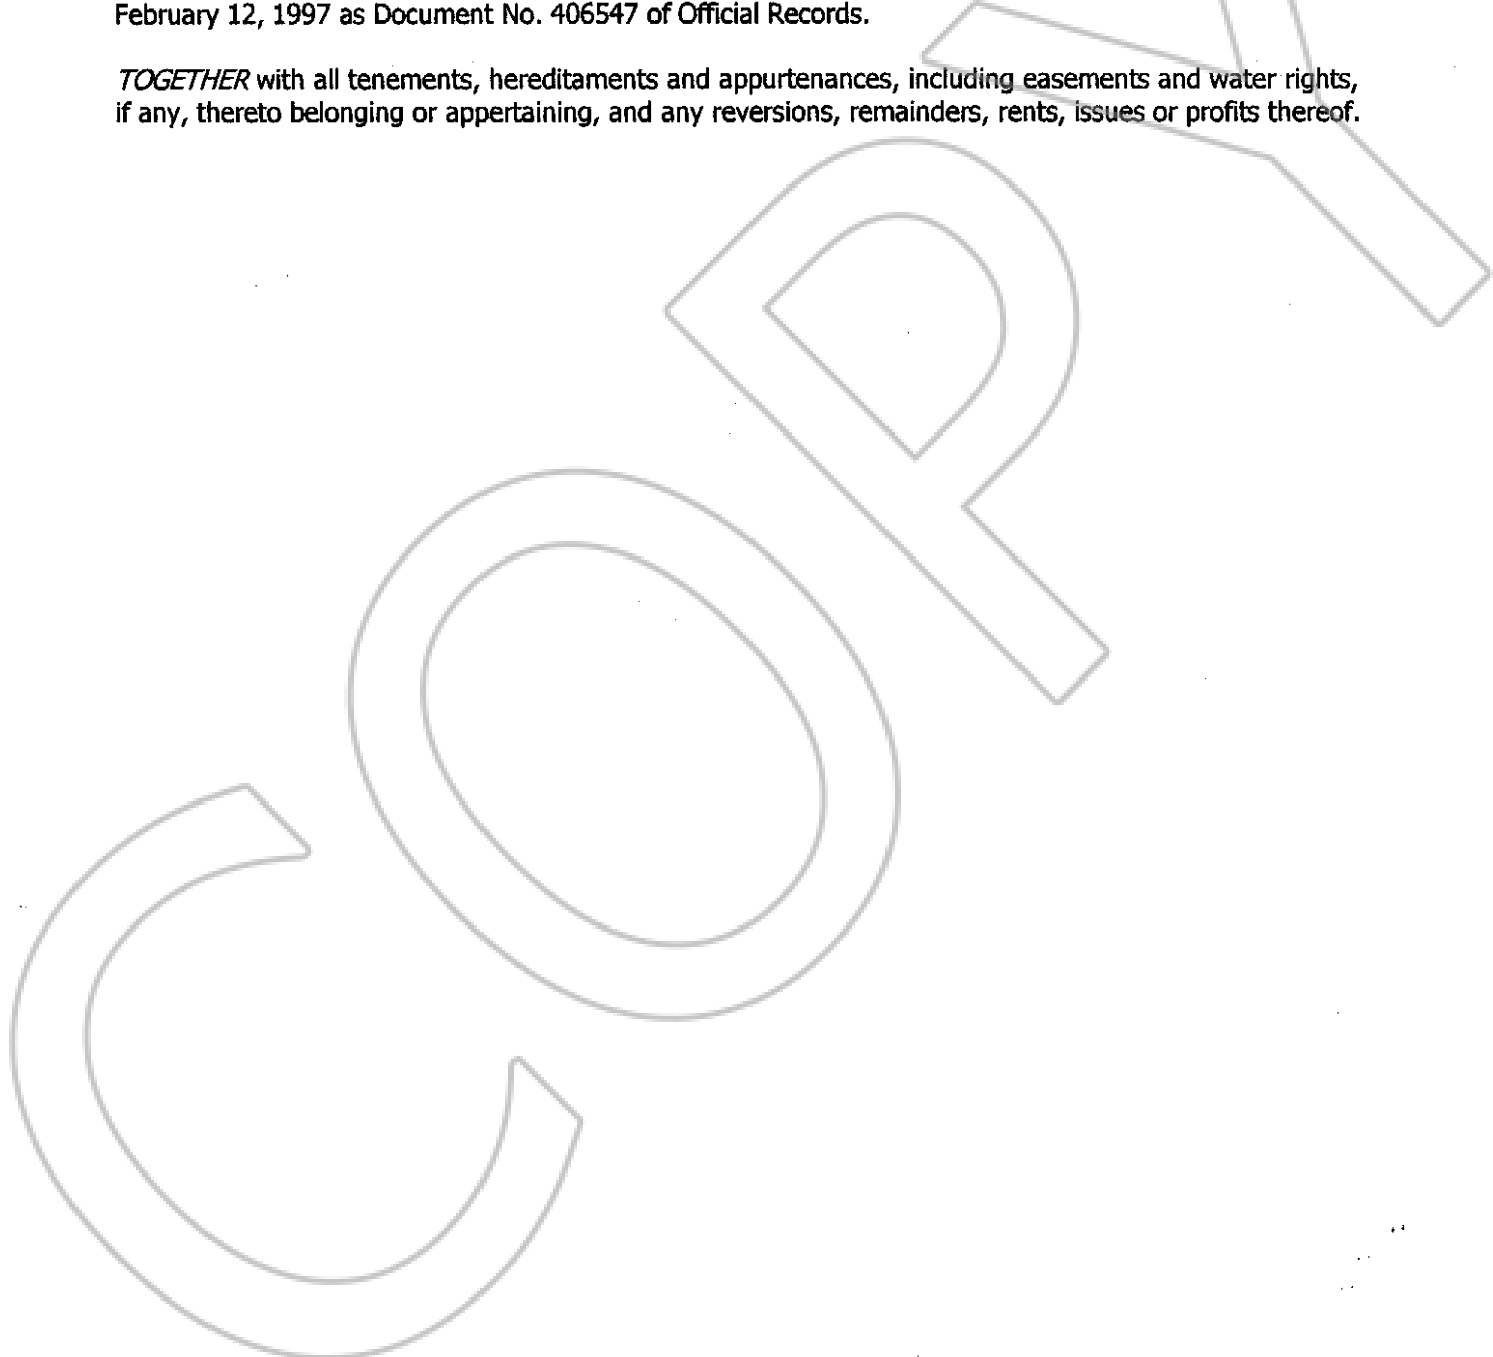 February 12, 1997 as Document No. 406547 of Official Records.
TOGETHER with all tenements, hereditaments and appurtenances, including easements and water rights,
if any, thereto belonging or appertaining, and any reversions, remainders, rents, issues or profits thereof.
COPY